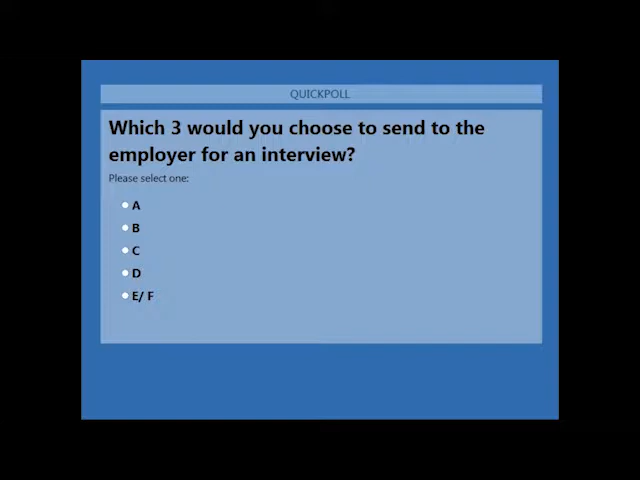 QUICKPOLL
Which 3 would you choose to send to the
employer for an interview?
Please select one:
A
B
C
D
E/ F